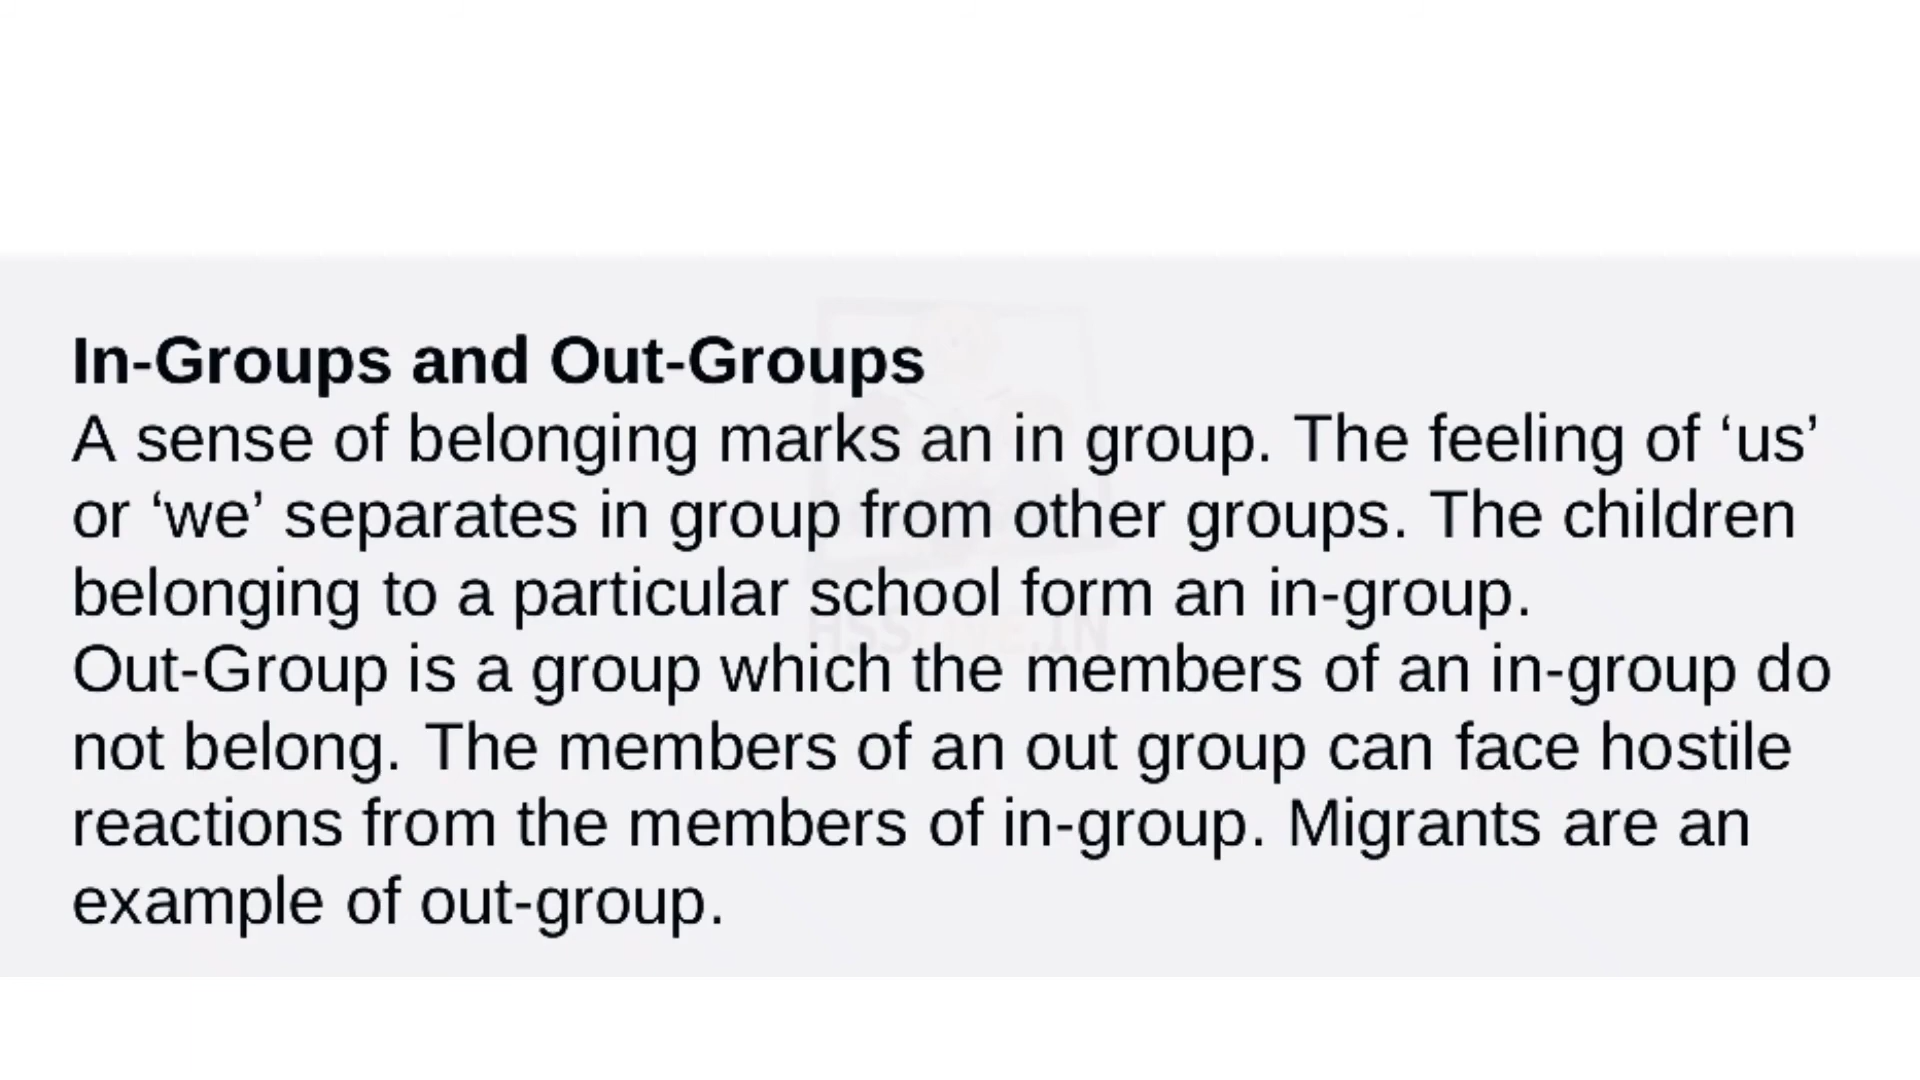 In-Groups and Out-Groups
A sense of belonging marks an in group. The feeling of ‘us’
or ‘we’ separates in group from other groups. The children
belonging to a particular school form an in-group.
Out-Group is a group which the members of an in-group do
not belong. The members of an out group can face hostile
reactions from the members of in-group. Migrants are an
example of out-group.
HSSLIVE.IN